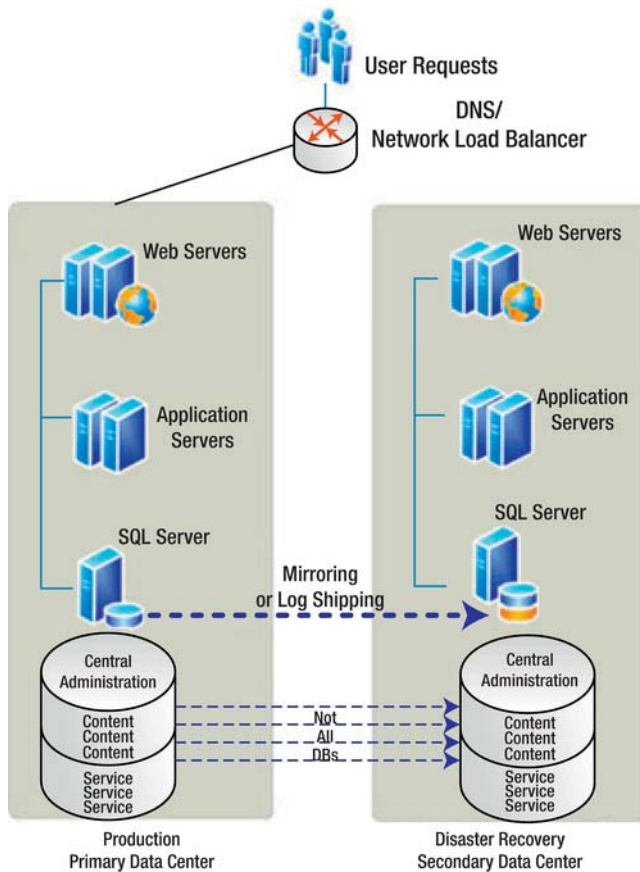 User Requests
DNS/
Network Load Balancer
Web Servers
Application
Servers
SQL Server
Web Servers
Application
Servers
SQL Server
Mirroring
or Log Shipping
Central
Administration
Content
Content
Content
Service
Service
Service
Not
All
DBs
Central
Administration
Content
Content
Content
Service
Service
Service
Production
Primary Data Center
Disaster Recovery
Secondary Data Center